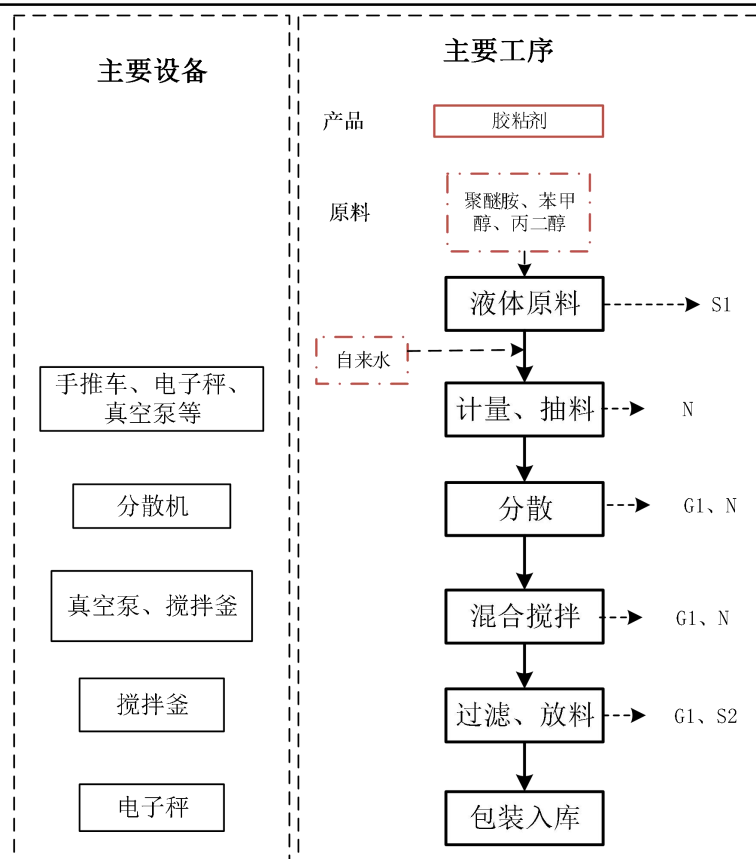 主要设备
主要工序
产品
胶粘剂
原料
聚醚胺、苯甲
醇、丙二醇
液体原料
S1
自来水
手推车、电子秤、
真空泵等
计量、抽料
N
分散机
分散
G1、N
真空泵、搅拌釜
混合搅拌
G1、N
搅拌釜
过滤、放料
G1、S2
电子秤
包装入库